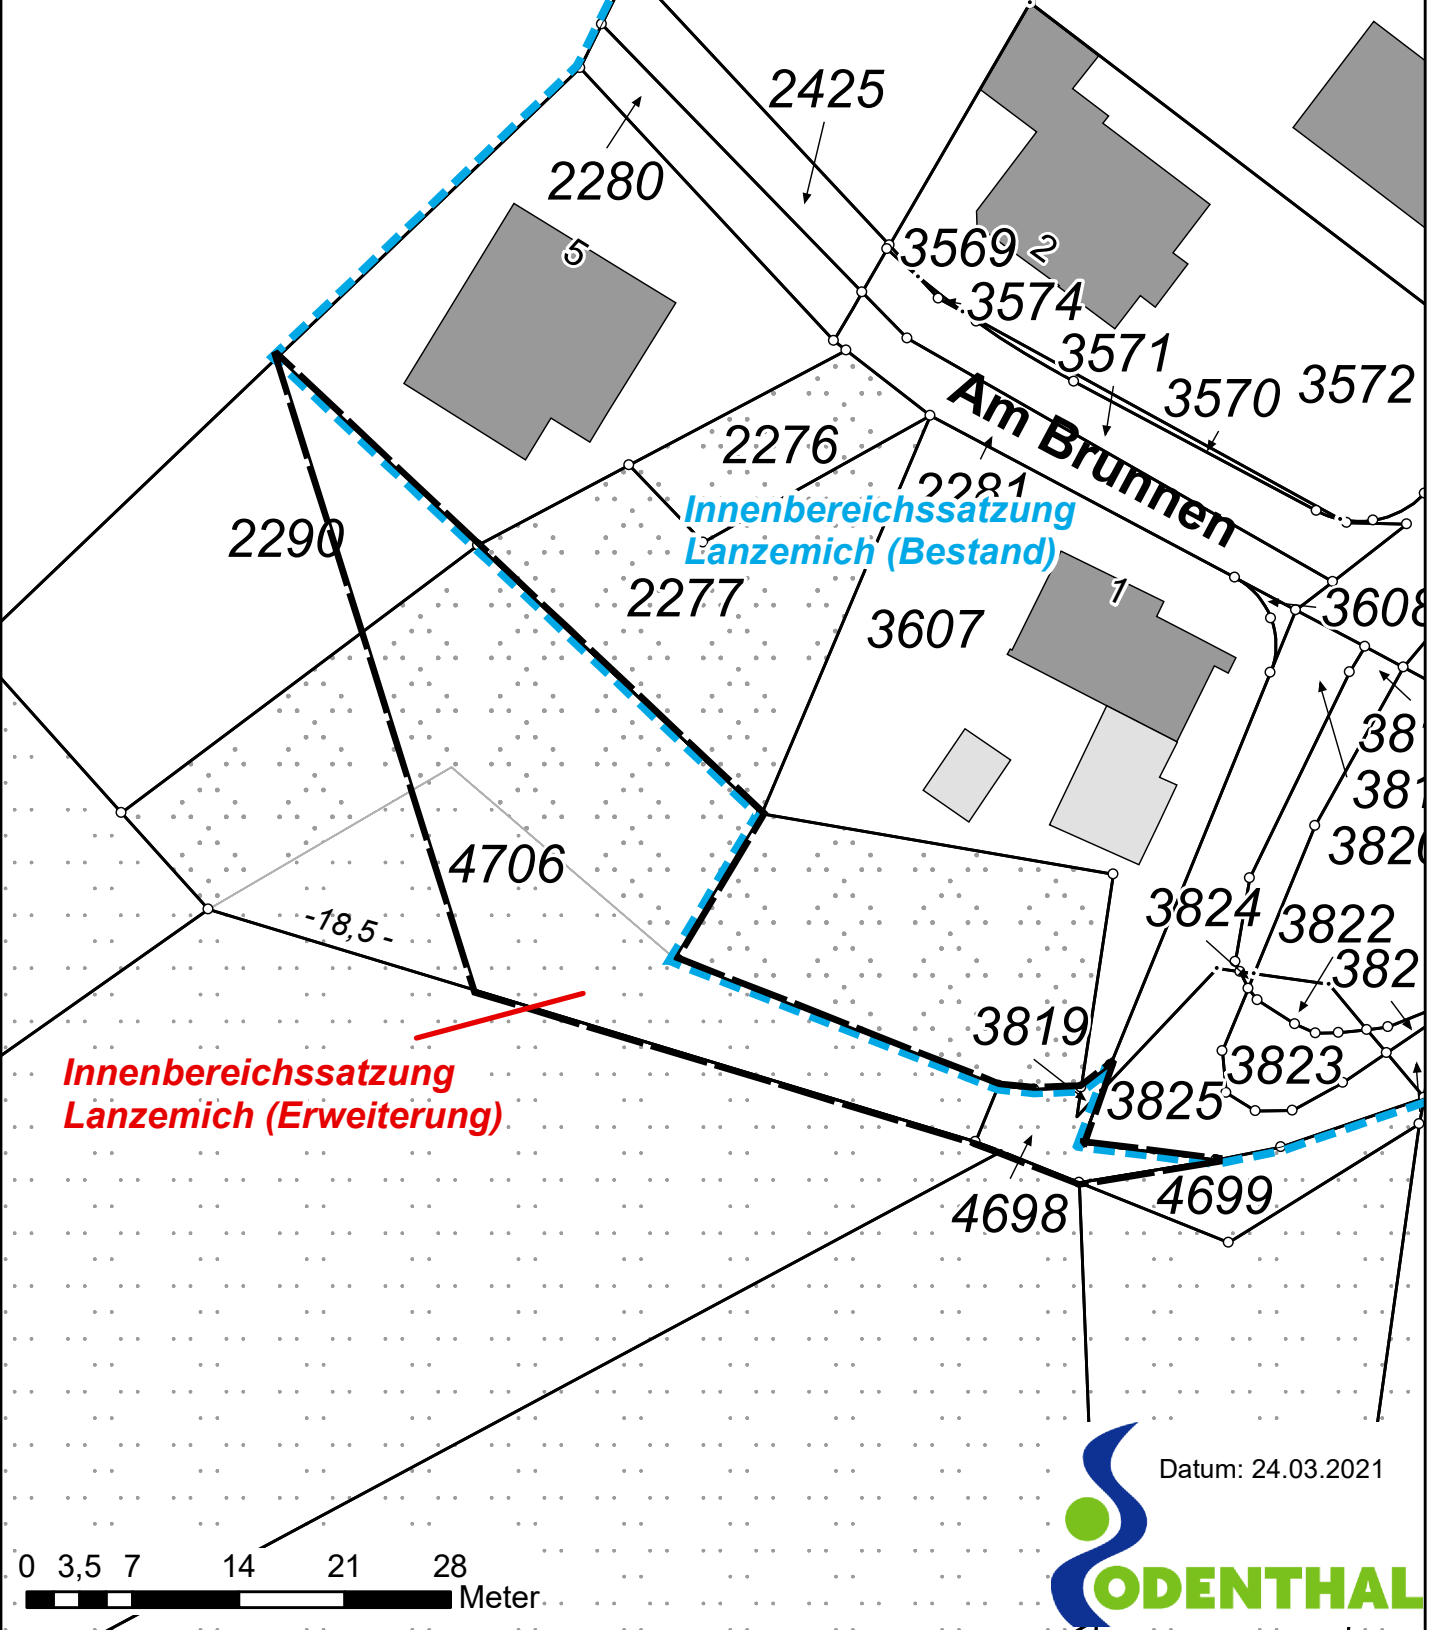 2425
2280
5
3569
2
3574
3571
3570
3572
Am Brunnen
2276
2281
Innenbereichssatzung
Lanzemich (Bestand)
2290
2277
1
3607
3608
4706
3824
3822
-18,5-
3819
3823
3825
Innenbereichssatzung
Lanzemich (Erweiterung)
4698
4699
Datum: 24.03.2021
0 3,5 7 14 21 28
Meter
ODENTHAL